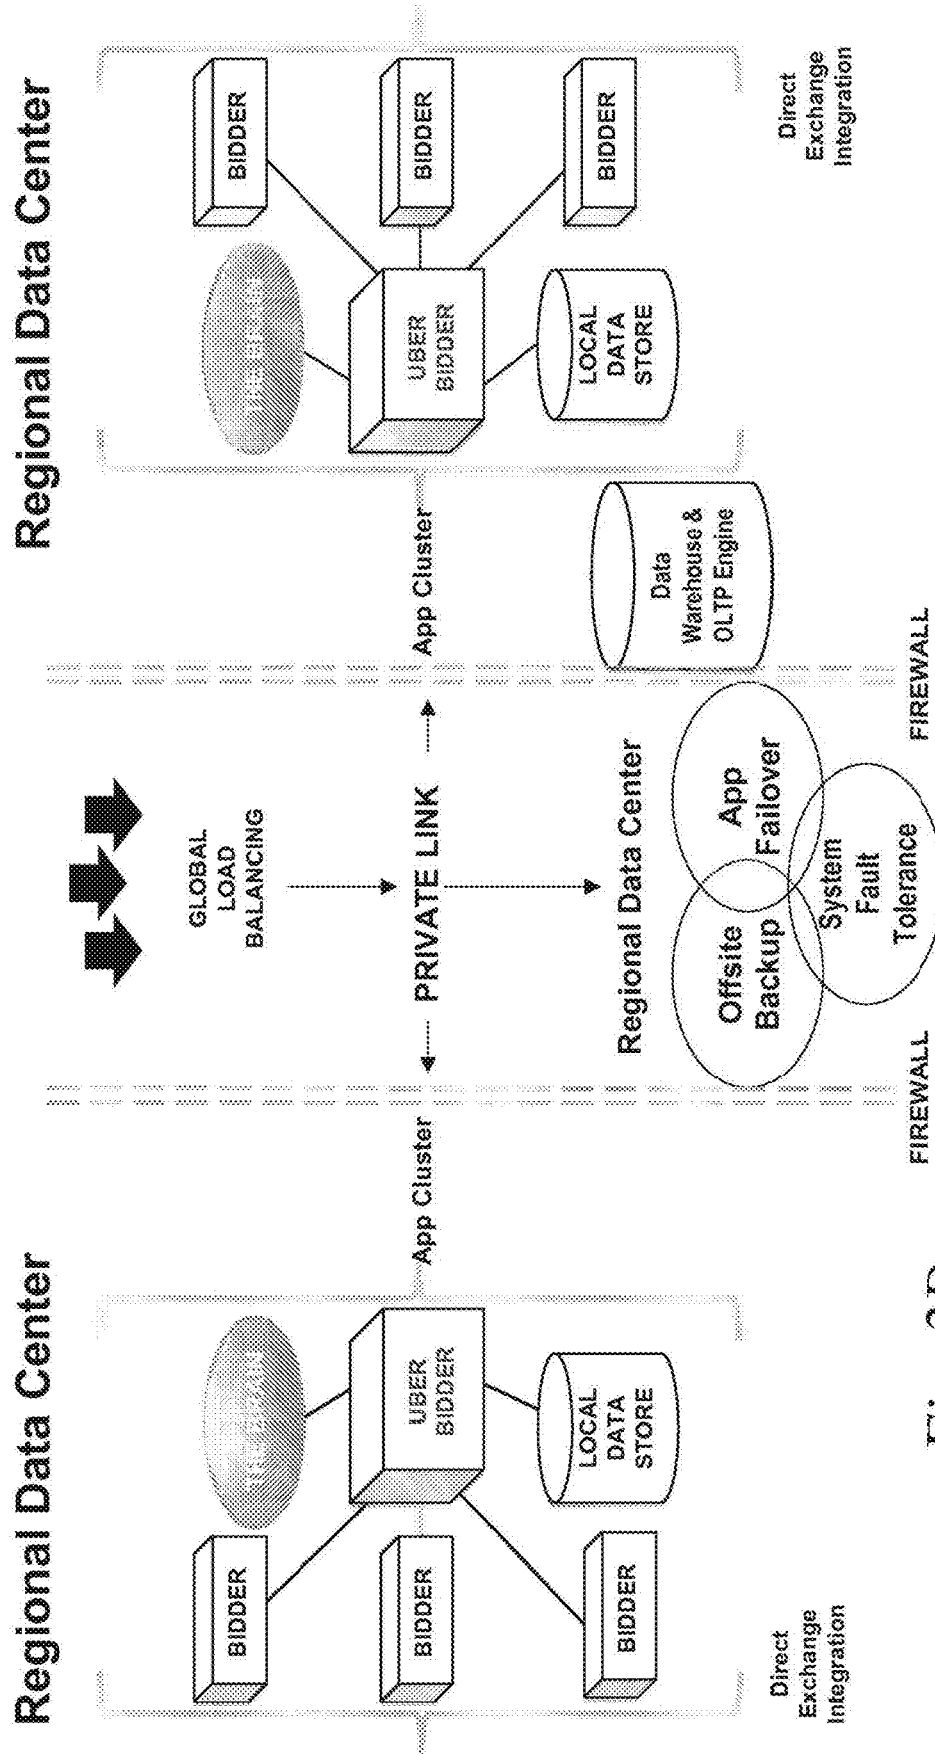 Regional Data Center
Regional Data Center
GLOBAL
LOAD
BALANCING
BIDDER
BIDDER
BIDDER
UBER
BIDDER
LOCAL
DATA
STORE
Direct
Exchange
Integration
App Cluster
PRIVATE LINK
App Cluster
UBER
BIDDER
BIDDER
BIDDER
BIDDER
LOCAL
DATA
STORE
Direct
Exchange
Integration
Data
Warehouse &
OLTP Engine
Regional Data Center
Offsite
Backup
App
Failover
System
Fault
Tolerance
FIREWALL
FIREWALL